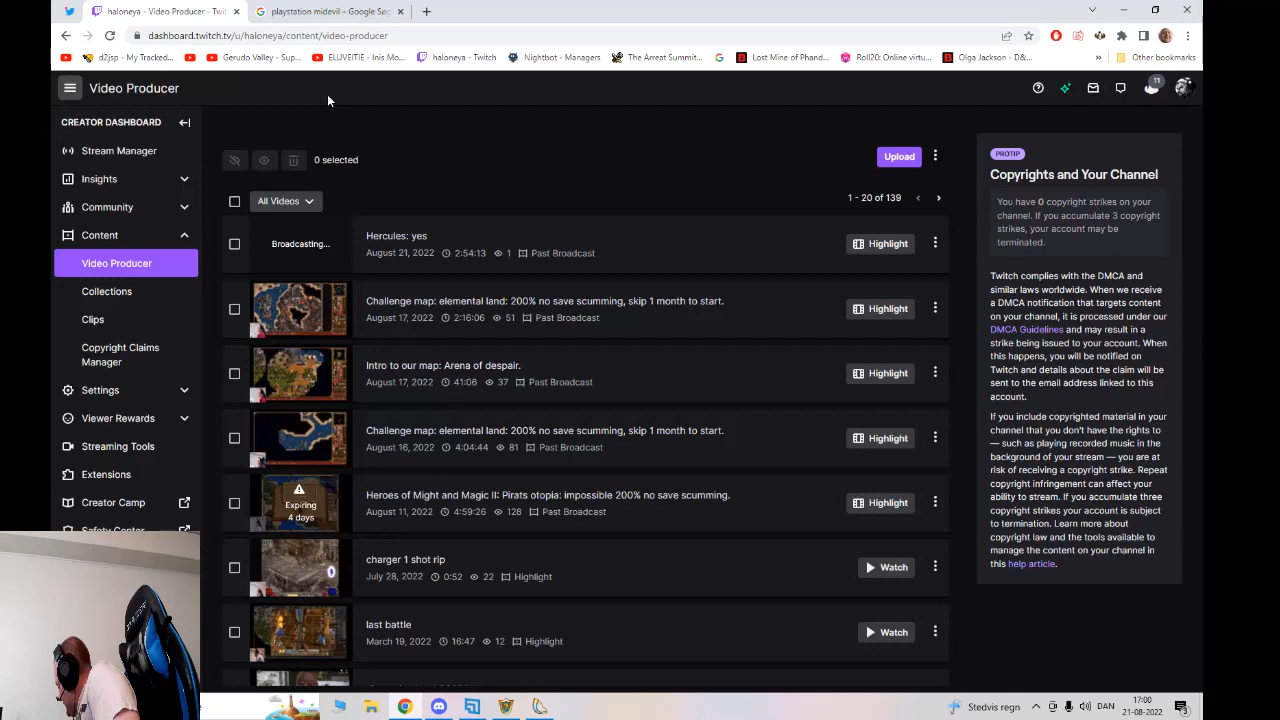 haloneya - Video Producer - Twit
playstation midevil – Google Søg
dashboard.twitch.tv/u/haloneya/content/video-producer
d2jsp - my Tracked...
Gerudo Valley - Sup...
ELUVEITIE - Inis Mo...
haloneya - Twitch
Nightbot - Managers
The Arreat Summit...
Lost Mine of Phand...
Roll20: Online virtu...
Olga Jackson - D&...
Other bookmarks
Video Producer
11
CREATOR DASHBOARD
Stream Manager
Insights
Community
Content
Video Producer
Collections
Clips
Copyright Claims
Manager
Settings
Viewer Rewards
Streaming Tools
Extensions
Creator Camp
Safety Center
0 selected
Upload
All Videos
1 - 20 of 139
Broadcasting...
Hercules: yes
August 21, 2022 2:54:13 1 Past Broadcast
Highlight
Challenge map: elemental land: 200% no save scumming, skip 1 month to start.
August 17, 2022 2:16:06 51 Past Broadcast
Highlight
Intro to our map: Arena of despair.
August 17, 2022 41:06 37 Past Broadcast
Highlight
Challenge map: elemental land: 200% no save scumming, skip 1 month to start.
August 16, 2022 4:04:44 81 Past Broadcast
Highlight
Expiring
4 days
Heroes of Might and Magic II: Pirats otopia: impossible 200% no save scumming.
August 11, 2022 4:59:26 128 Past Broadcast
Highlight
charger 1 shot rip
July 28, 2022 0:52 22 Highlight
Watch
last battle
March 19, 2022 16:47 12 Highlight
Watch
PROTIP
Copyrights and Your Channel
You have 0 copyright strikes on your
channel. If you accumulate 3 copyright
strikes, your account may be
terminated.
Twitch complies with the DMCA and
similar laws worldwide. When we receive
a DMCA notification that targets content
on your channel, it is processed under our
DMCA Guidelines and may result in a
strike being issued to your account. When
this happens, you will be notified on
Twitch and details about the claim will be
sent to the email address linked to this
account.
If you include copyrighted material in your
channel that you don't have the rights to
— such as playing recorded music in the
background of your stream — you are at
risk of receiving a copyright strike. Repeat
copyright infringement can affect your
ability to stream. If you accumulate three
copyright strikes your account is subject
to termination. Learn more about
copyright law and the tools available to
manage the content on your channel in
this help article.
Stedvis regn
DAN
17:00
21-08-2022
3